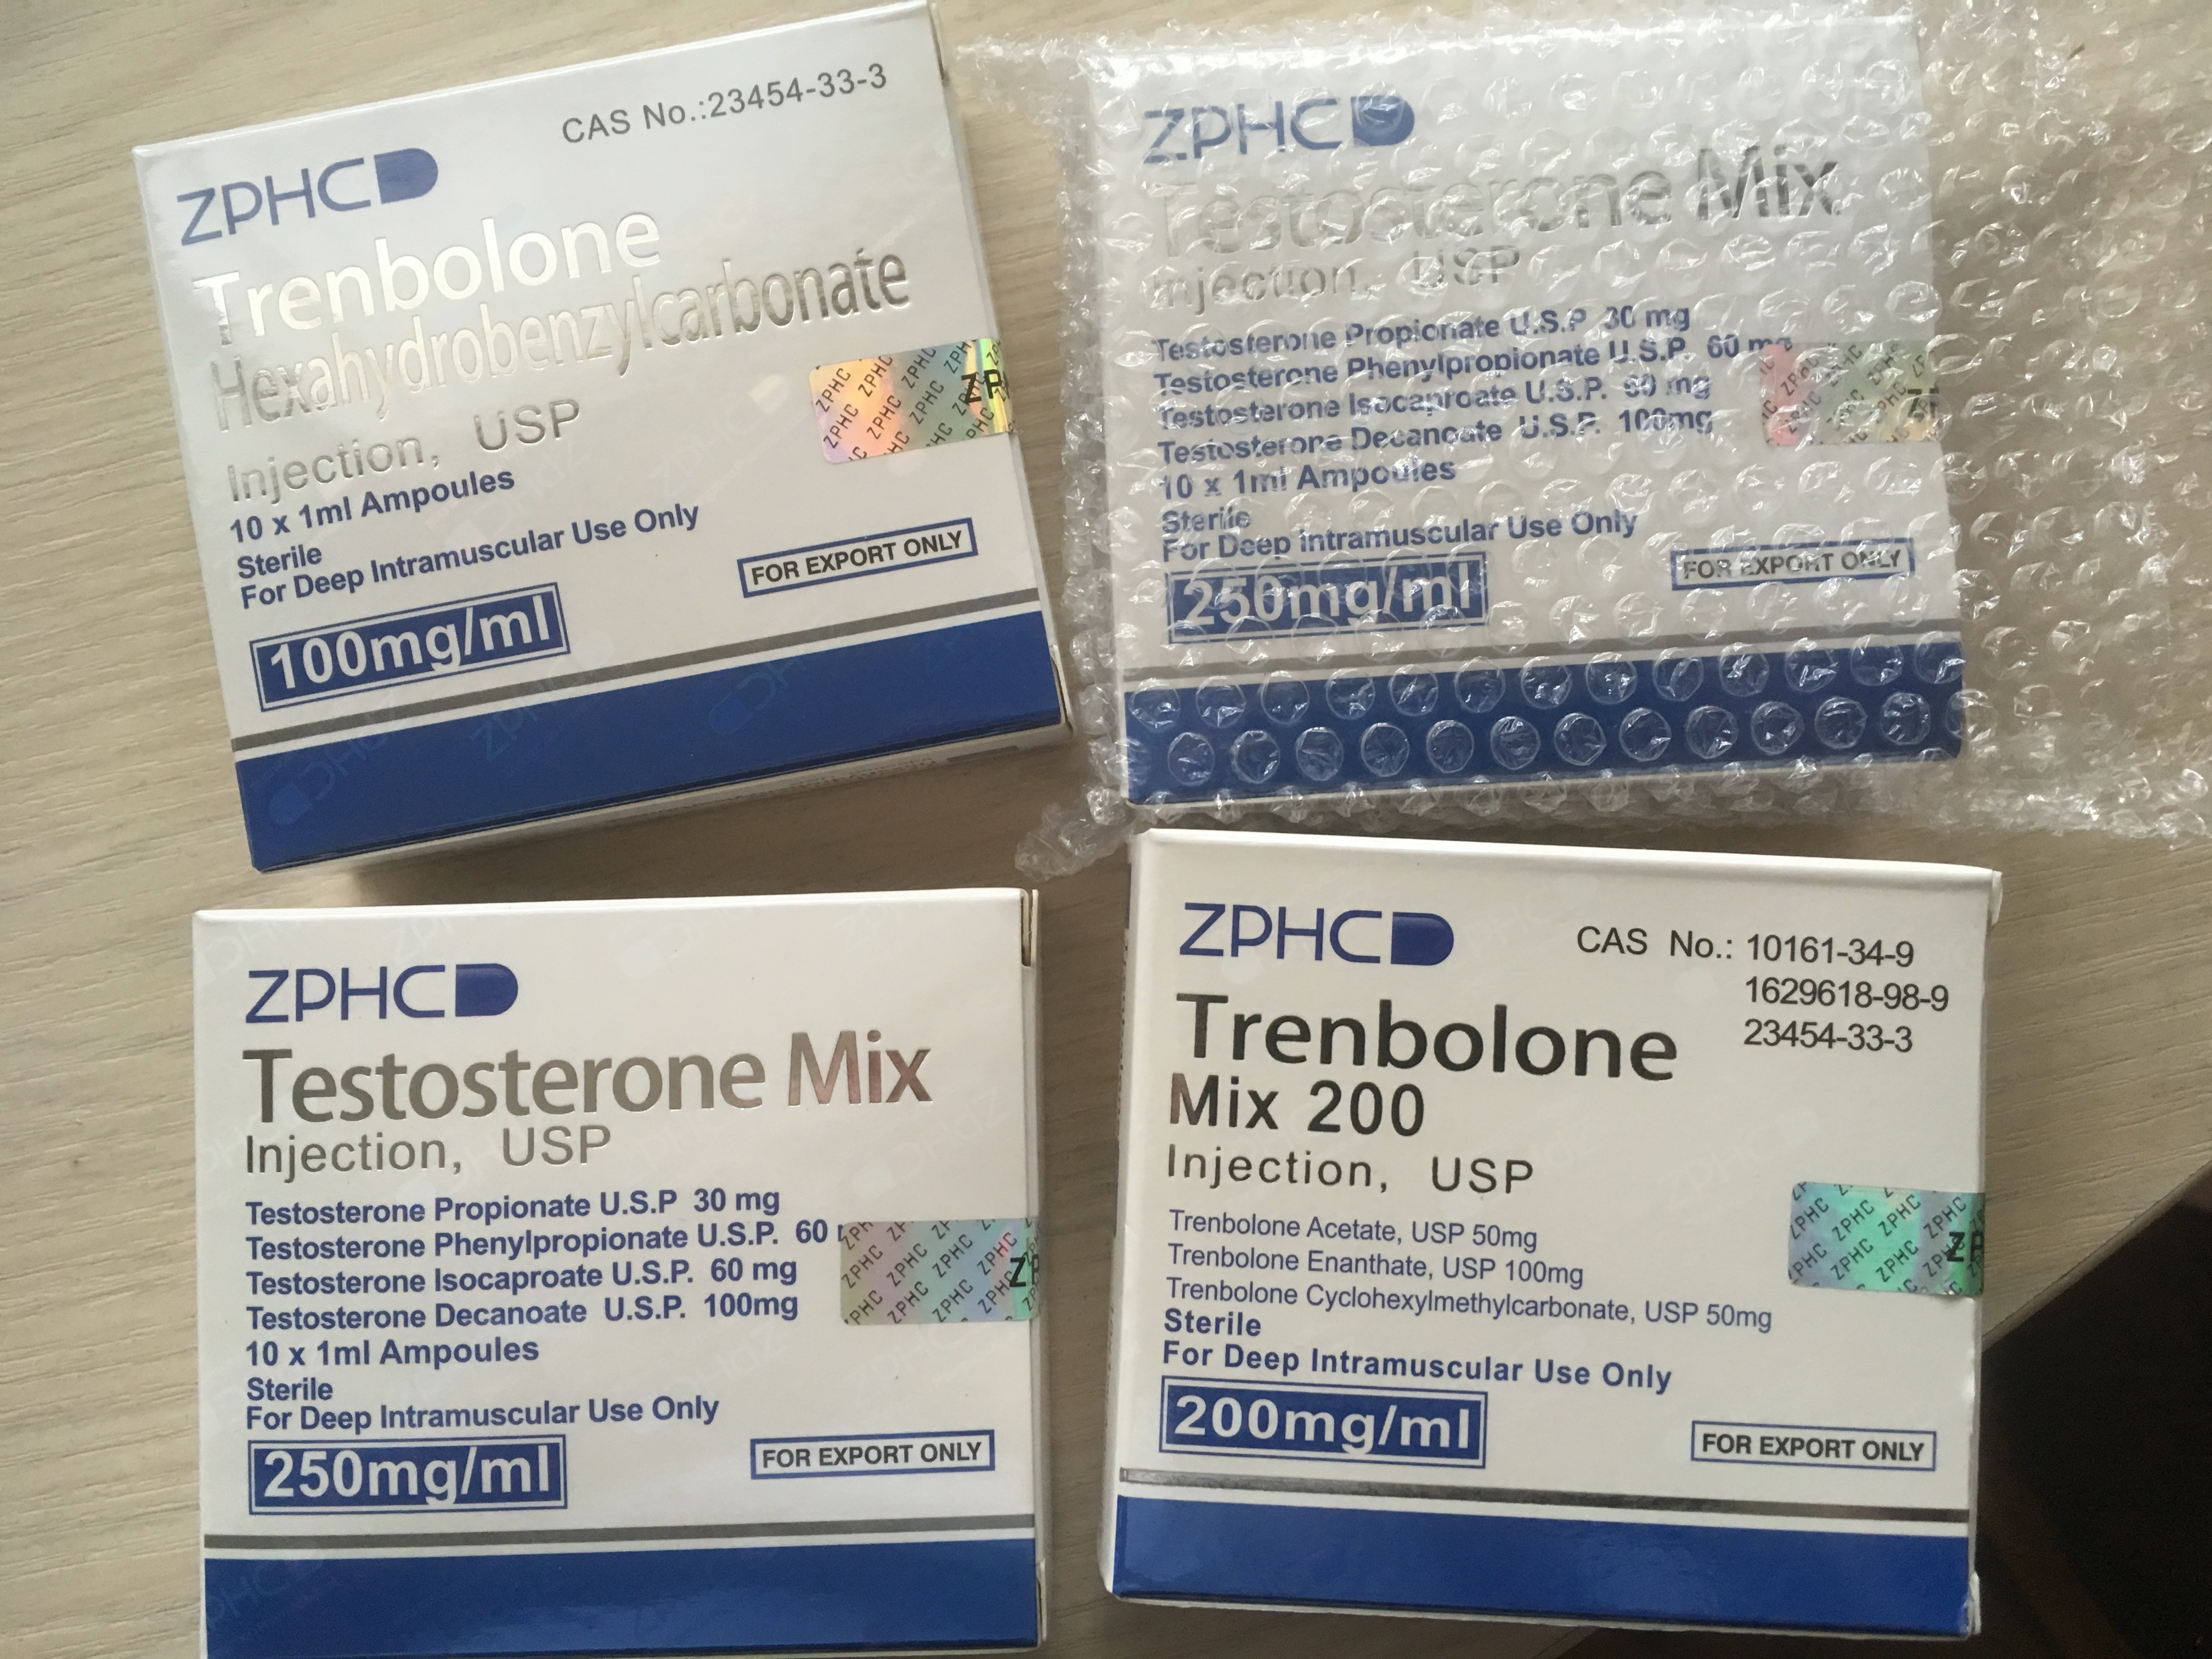 CAS No.:23454-33-3
ZPHC
Trenbolone
Hexahydrobenzylcarbonate
Injection, USP
10 x 1ml Ampoules
Sterile
For Deep Intramuscular Use Only
FOR EXPORT ONLY
100mg/ml
ZPHC
Testosterone Mix
Injection, USP
Testosterone Propionate U.S.P 30 mg
Testosterone Phenylpropionate U.S.P. 60 mg
Testosterone Isocaproate U.S.P. 60 mg
Testosterone Decanoate U.S.P. 100mg
10 x 1ml Ampoules
Sterile
For Deep Intramuscular Use Only
FOR EXPORT ONLY
250mg/ml
ZPHC
Testosterone Mix
Injection, USP
Testosterone Propionate U.S.P 30 mg
Testosterone Phenylpropionate U.S.P. 60
Testosterone Isocaproate U.S.P. 60 mg
Testosterone Decanoate U.S.P. 100mg
10 x 1ml Ampoules
Sterile
For Deep Intramuscular Use Only
FOR EXPORT ONLY
250mg/ml
ZPHC
CAS No.: 10161-34-9
1629618-98-9
23454-33-3
Trenbolone
Mix 200
Injection, USP
Trenbolone Acetate, USP 50mg
Trenbolone Enanthate, USP 100mg
Trenbolone Cyclohexylmethylcarbonate, USP 50mg
Sterile
For Deep Intramuscular Use Only
200mg/ml
FOR EXPORT ONLY